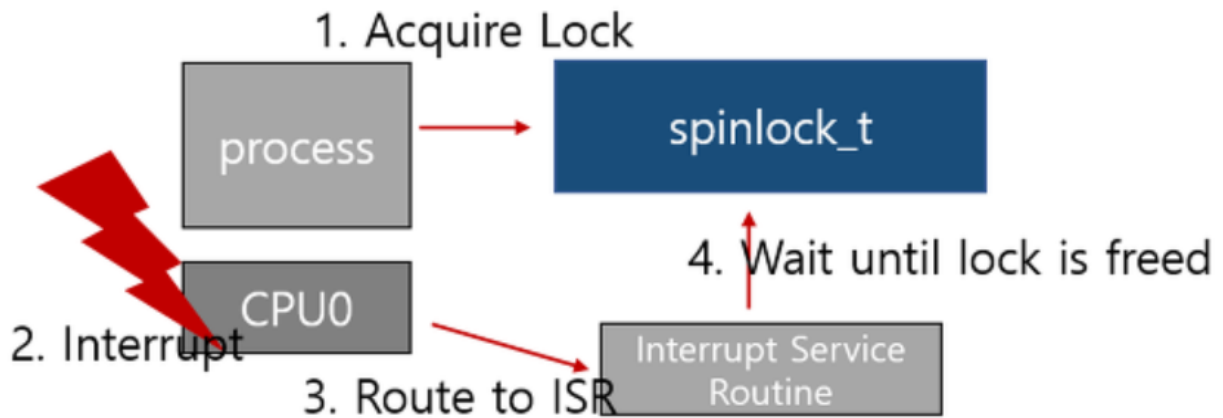 1. Acquire Lock
process
spinlock_t
4. Wait until lock is freed
CPU0
2. Interrupt
Interrupt Service
Routine
3. Route to ISR